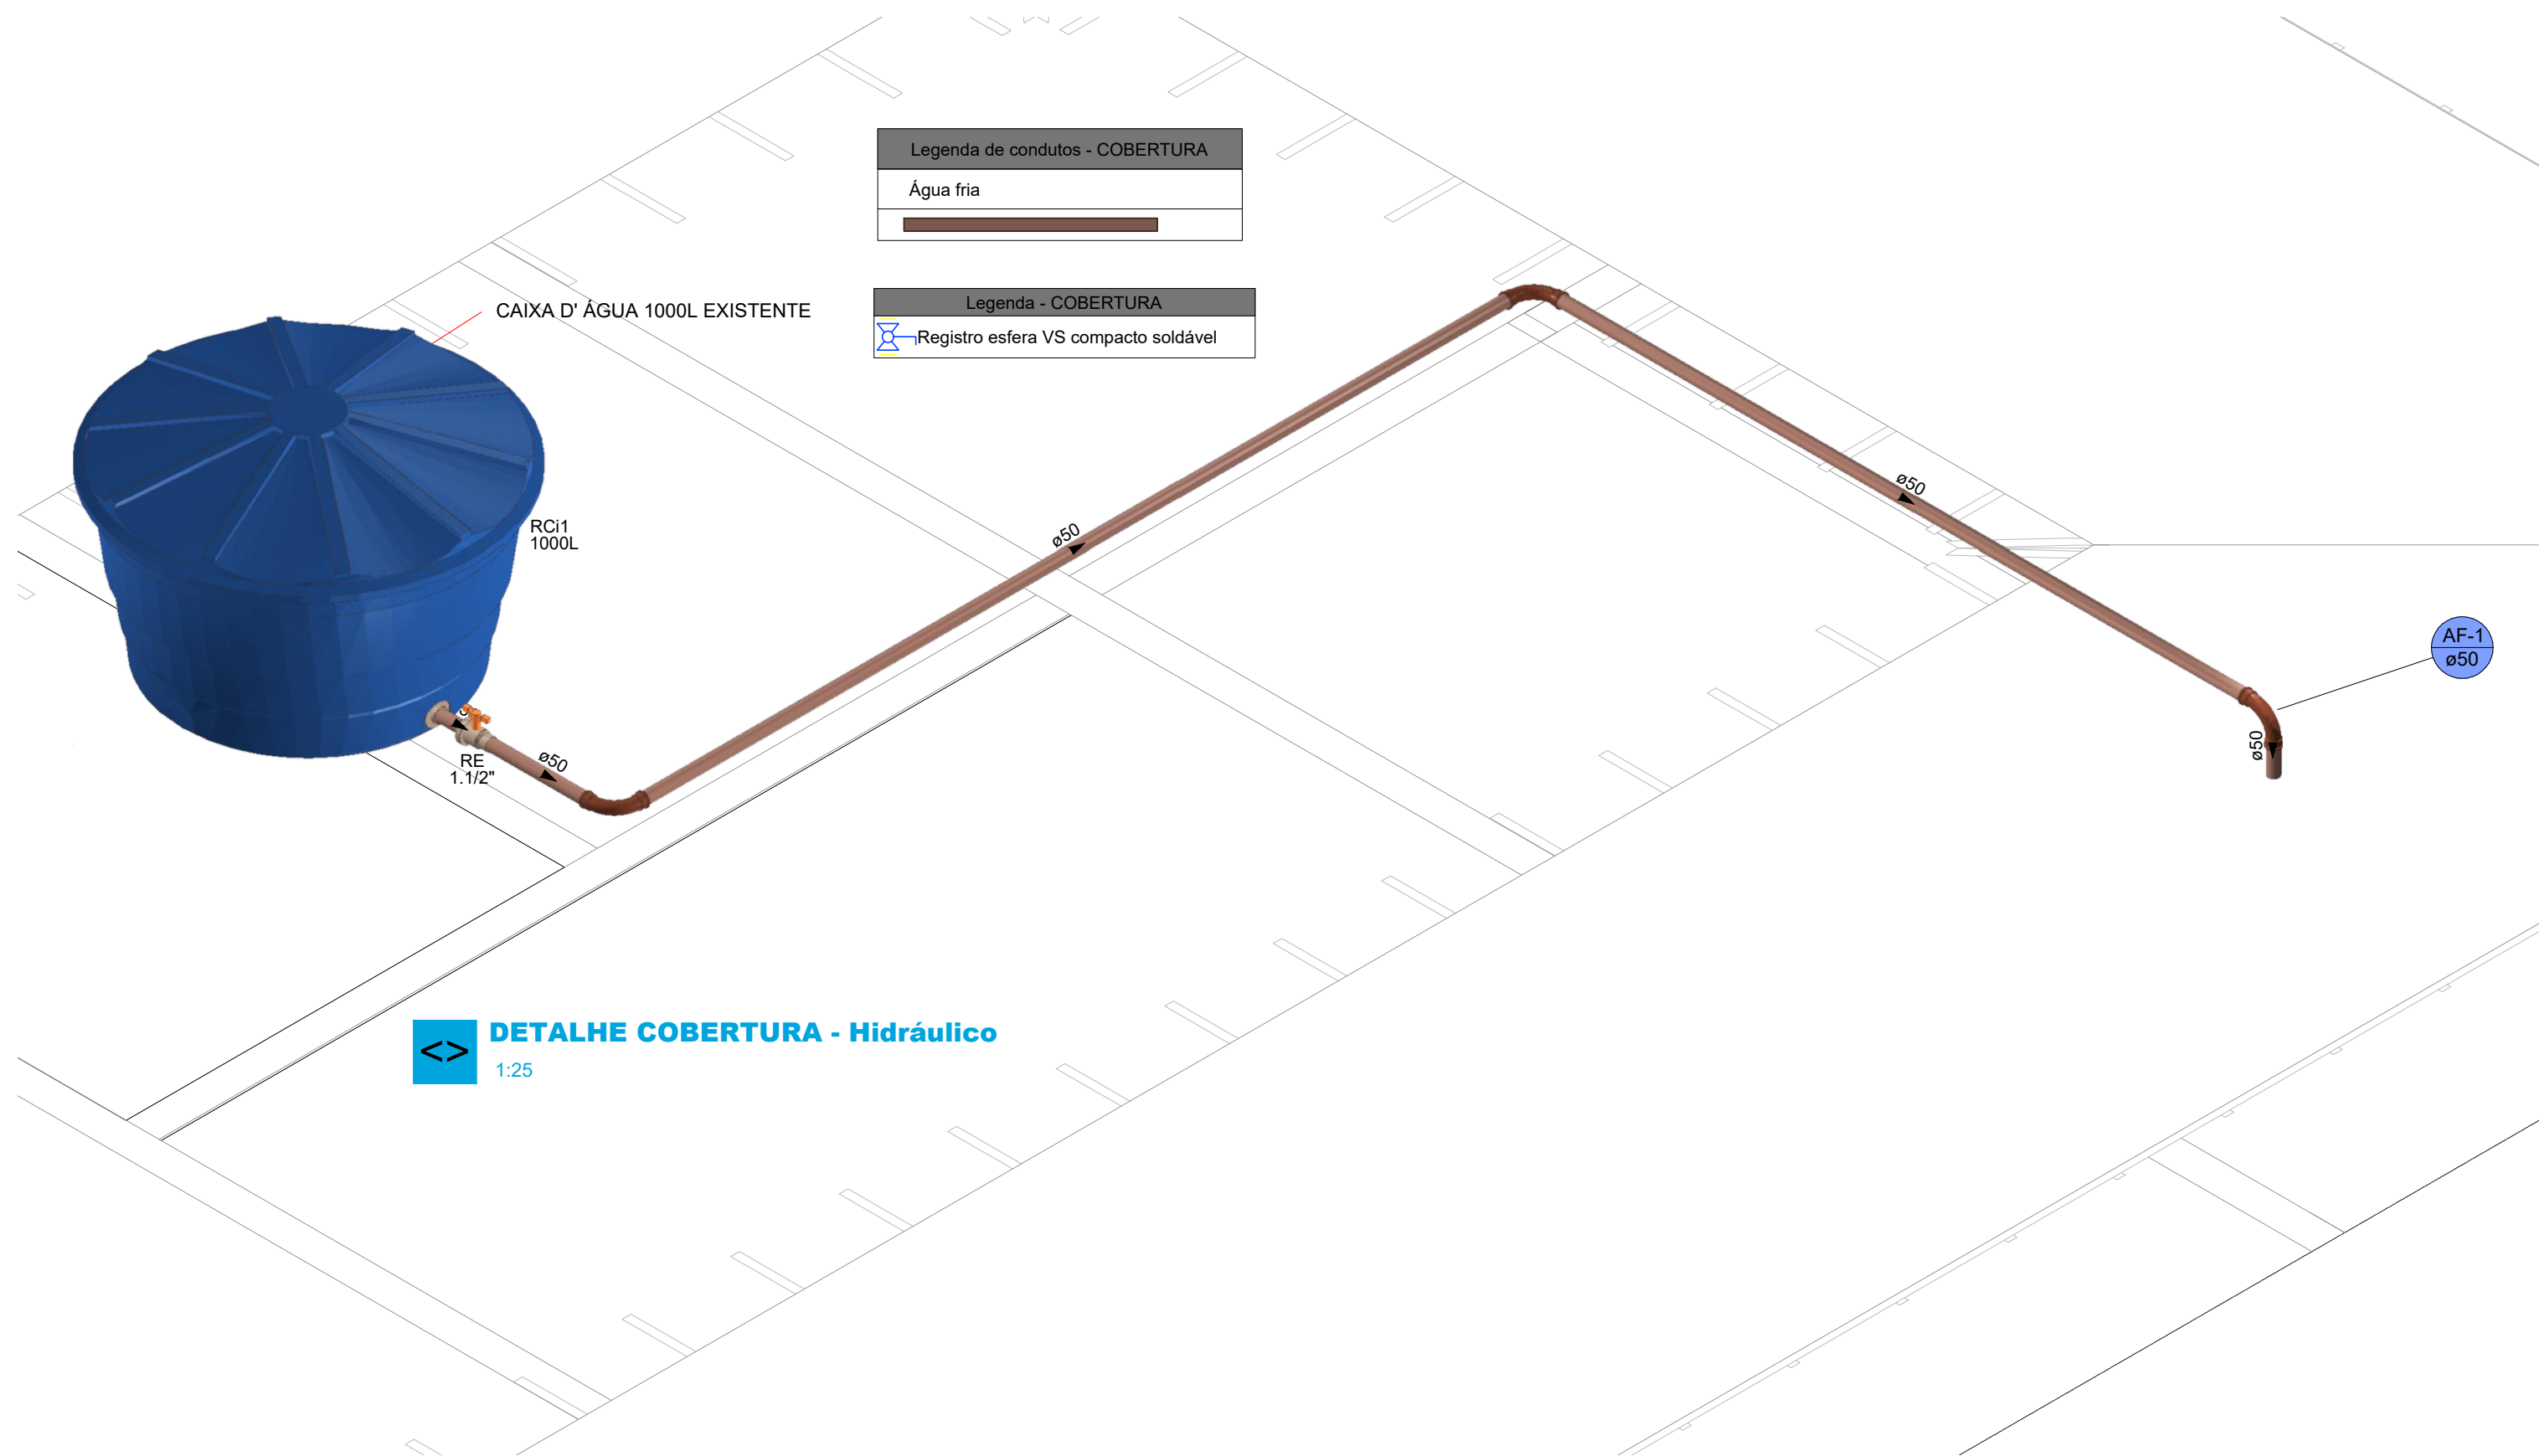 Legenda de condutos - COBERTURA
Água fria
Legenda - COBERTURA
Registro esfera VS compacto soldável
CAIXA D' ÁGUA 1000L EXISTENTE
RCi1
1000L
ø50
ø50
AF-1
ø50
RE
1.1/2"
ø50
ø50
DETALHE COBERTURA - Hidráulico
<>
1:25